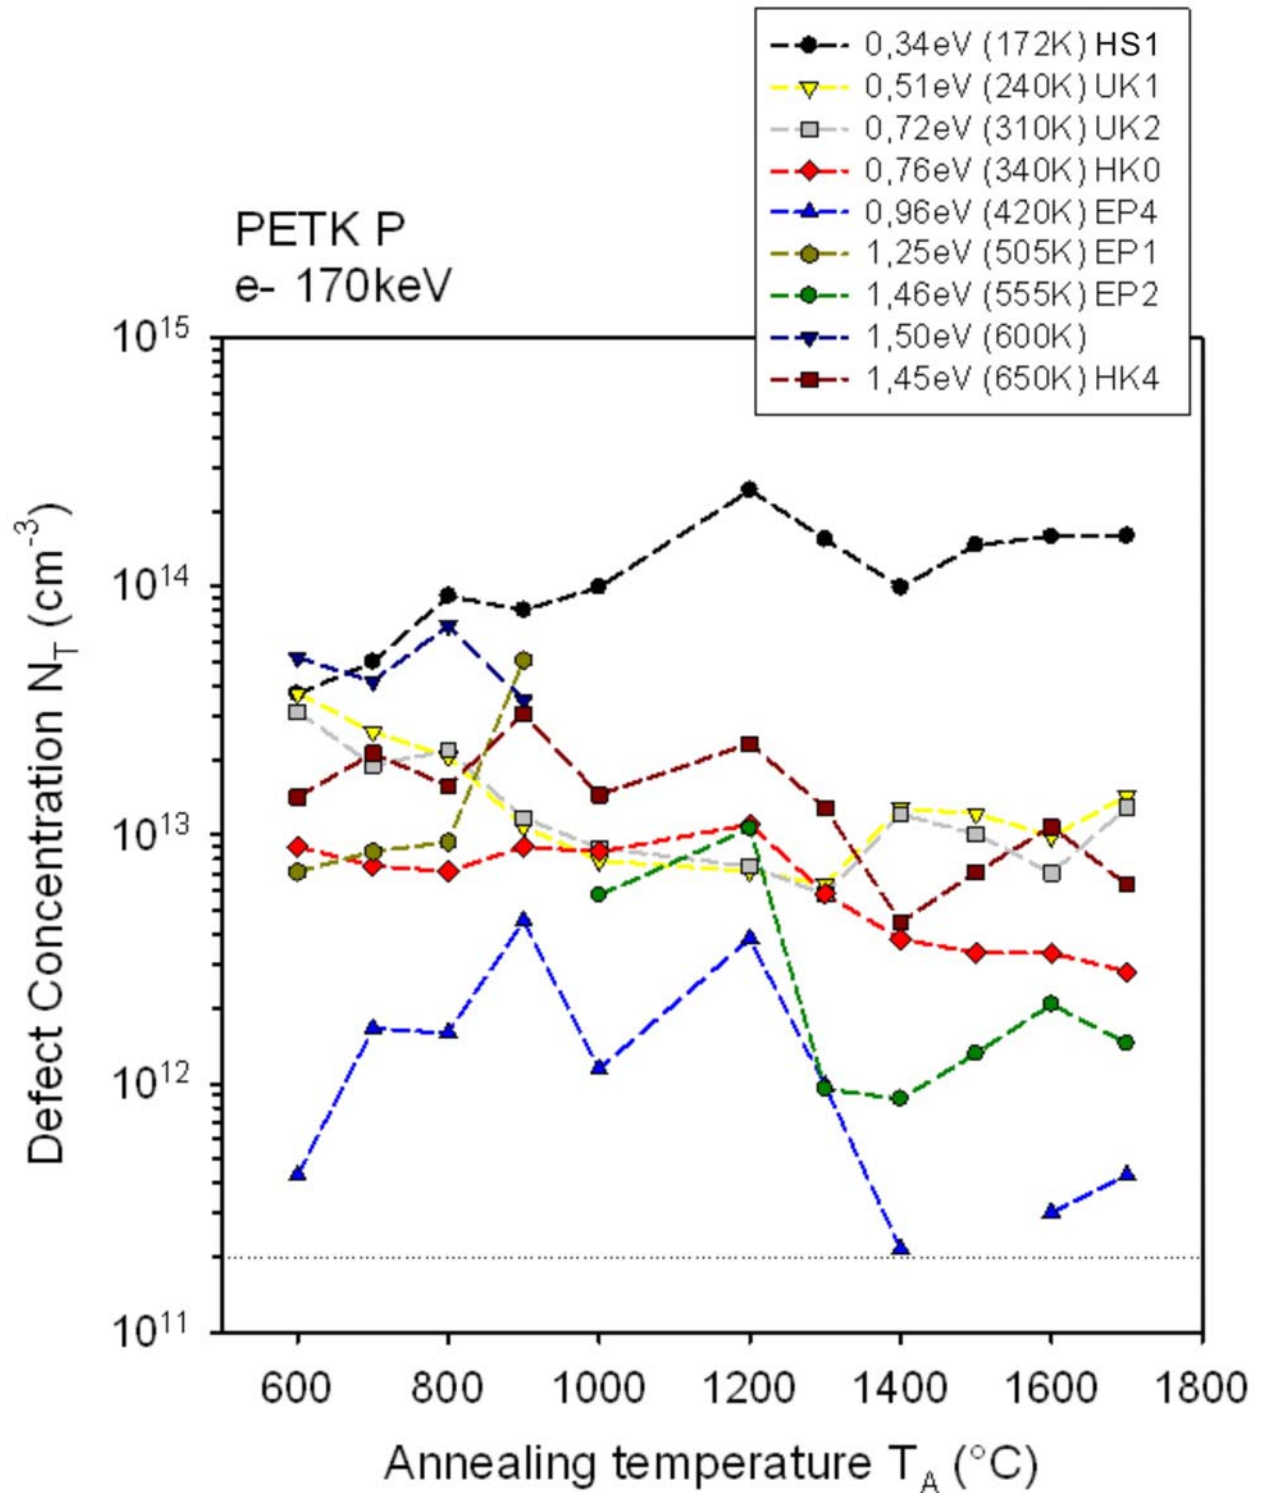 0,34eV (172K) HS1
0,51eV (240K) UK1
0,72eV (310K) UK2
0,76eV (340K) HK0
0,96eV (420K) EP4
1,25eV (505K) EP1
1,46eV (555K) EP2
1,50eV (600K)
1,45eV (650K) HK4
PETK P
e- 170keV
10^15
10^14
10^13
10^12
10^11
Defect Concentration N_T (cm^-3)
600 800 1000 1200 1400 1600 1800
Annealing temperature T_A (°C)